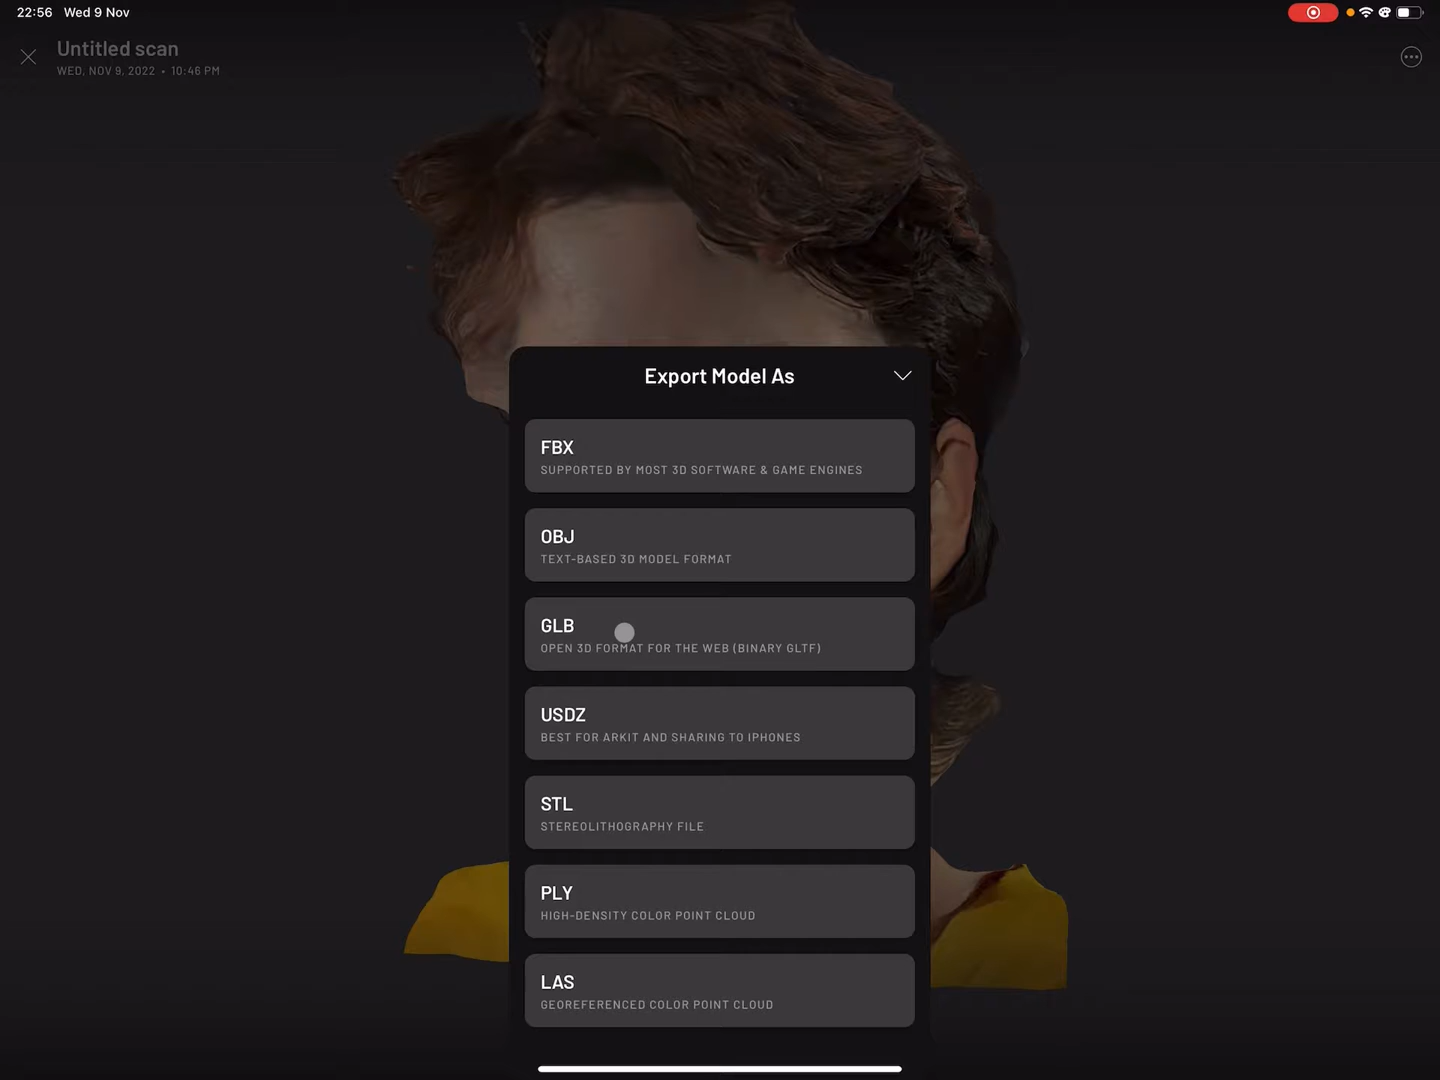 22:56 Wed 9 Nov
Untitled scan
WED, NOV 9, 2022 • 10:46 PM
Export Model As
FBX
SUPPORTED BY MOST 3D SOFTWARE & GAME ENGINES
OBJ
TEXT-BASED 3D MODEL FORMAT
GLB
OPEN 3D FORMAT FOR THE WEB (BINARY GLTF)
USDZ
BEST FOR ARKIT AND SHARING TO IPHONES
STL
STEREOLITHOGRAPHY FILE
PLY
HIGH-DENSITY COLOR POINT CLOUD
LAS
GEOREFERENCED COLOR POINT CLOUD